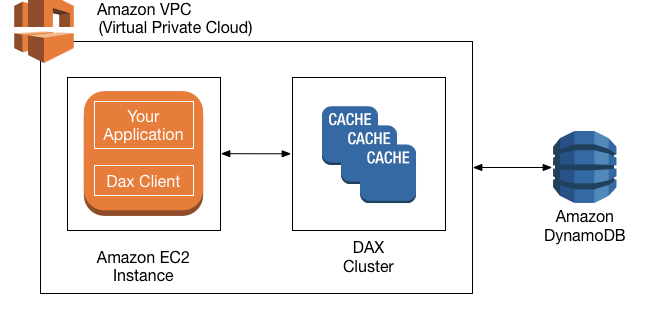 Amazon VPC
(Virtual Private Cloud)
Your
Application
Dax Client
CACHE
CACHE
CACHE
Amazon EC2
Instance
DAX
Cluster
Amazon
DynamoDB